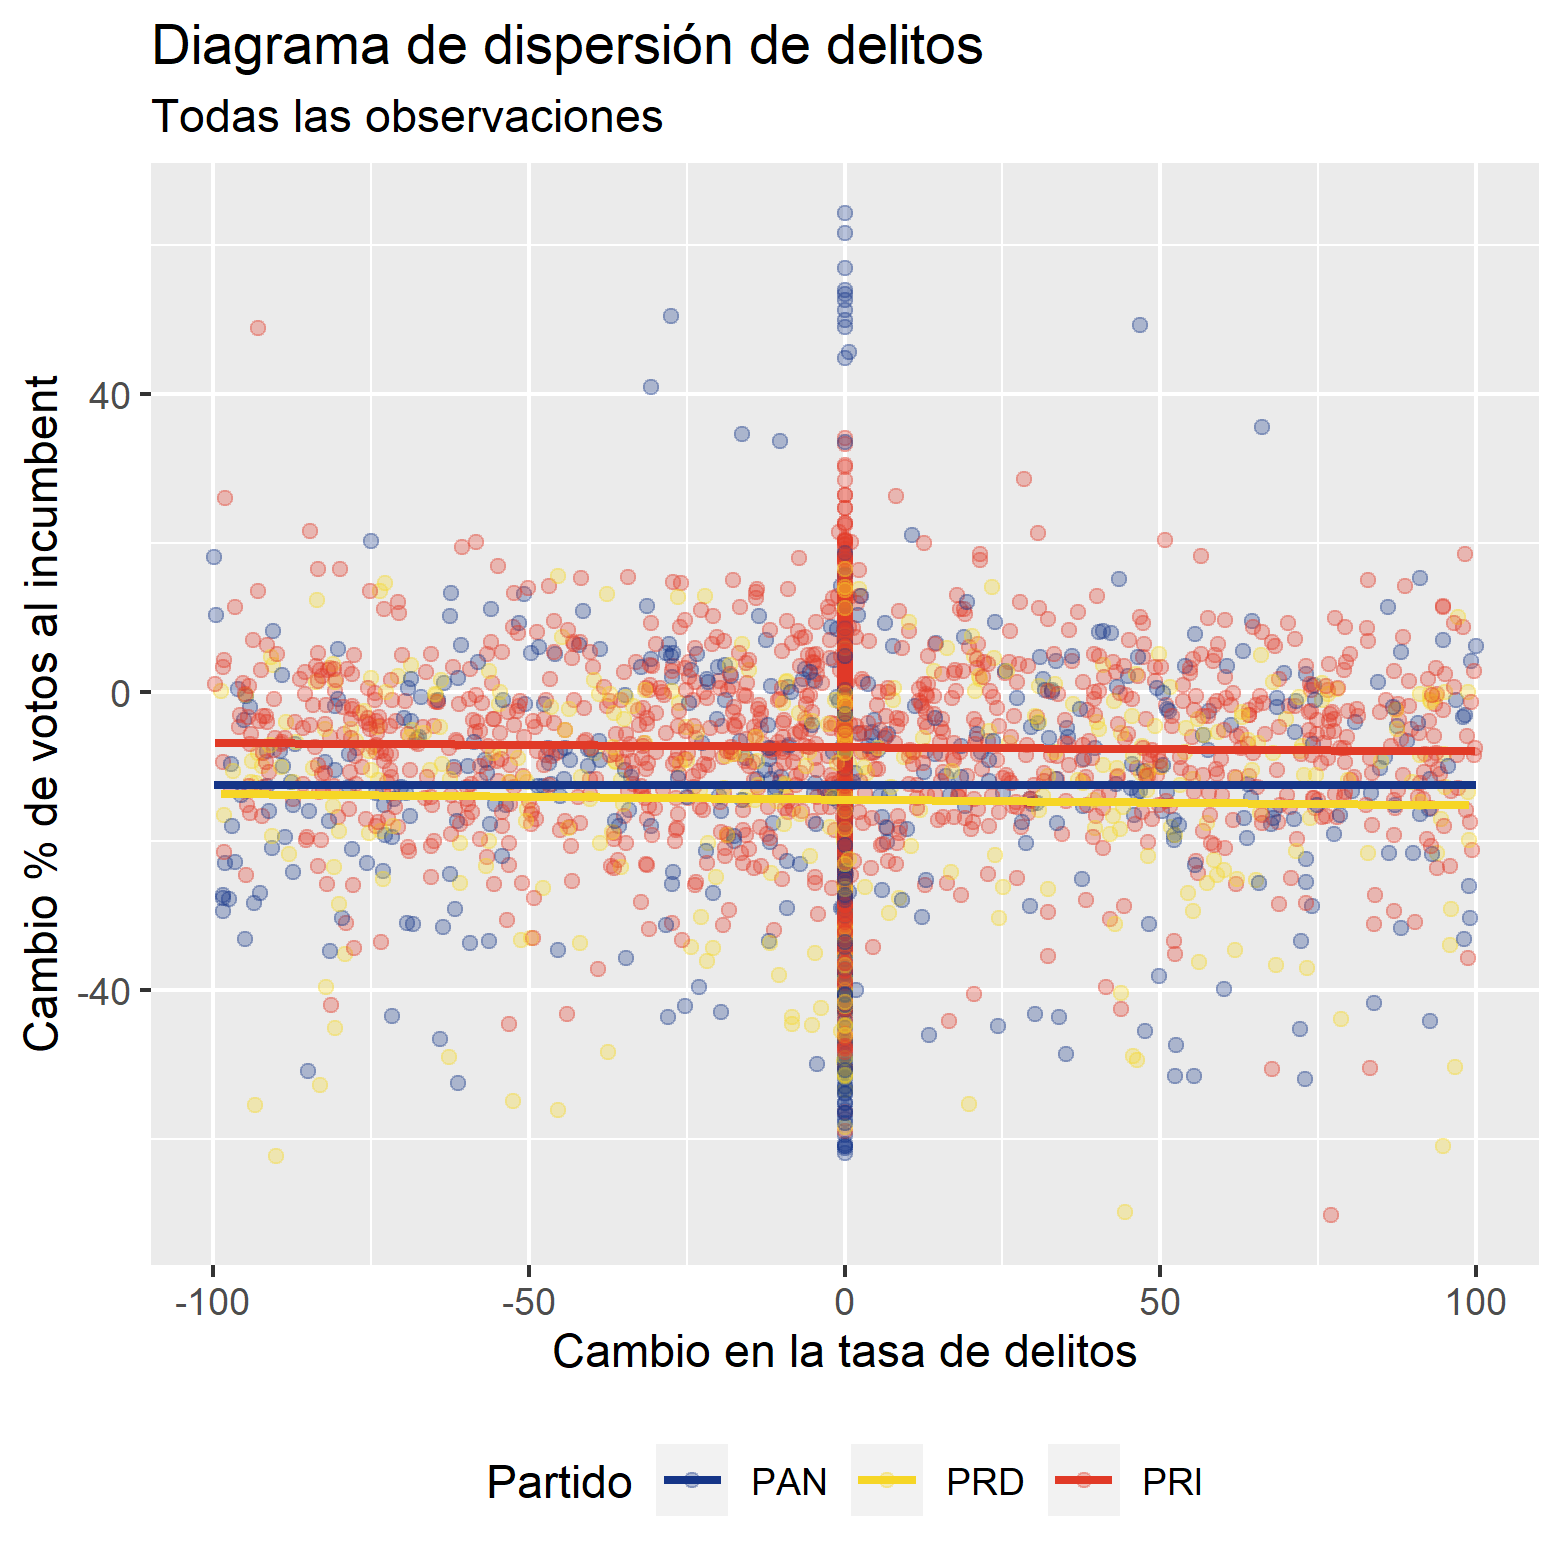 Diagrama de dispersión de delitos
Todas las observaciones
Cambio % de votos al incumbent
40
0
-40
-100 -50 0 50 100
Cambio en la tasa de delitos
Partido PAN PRD PRI